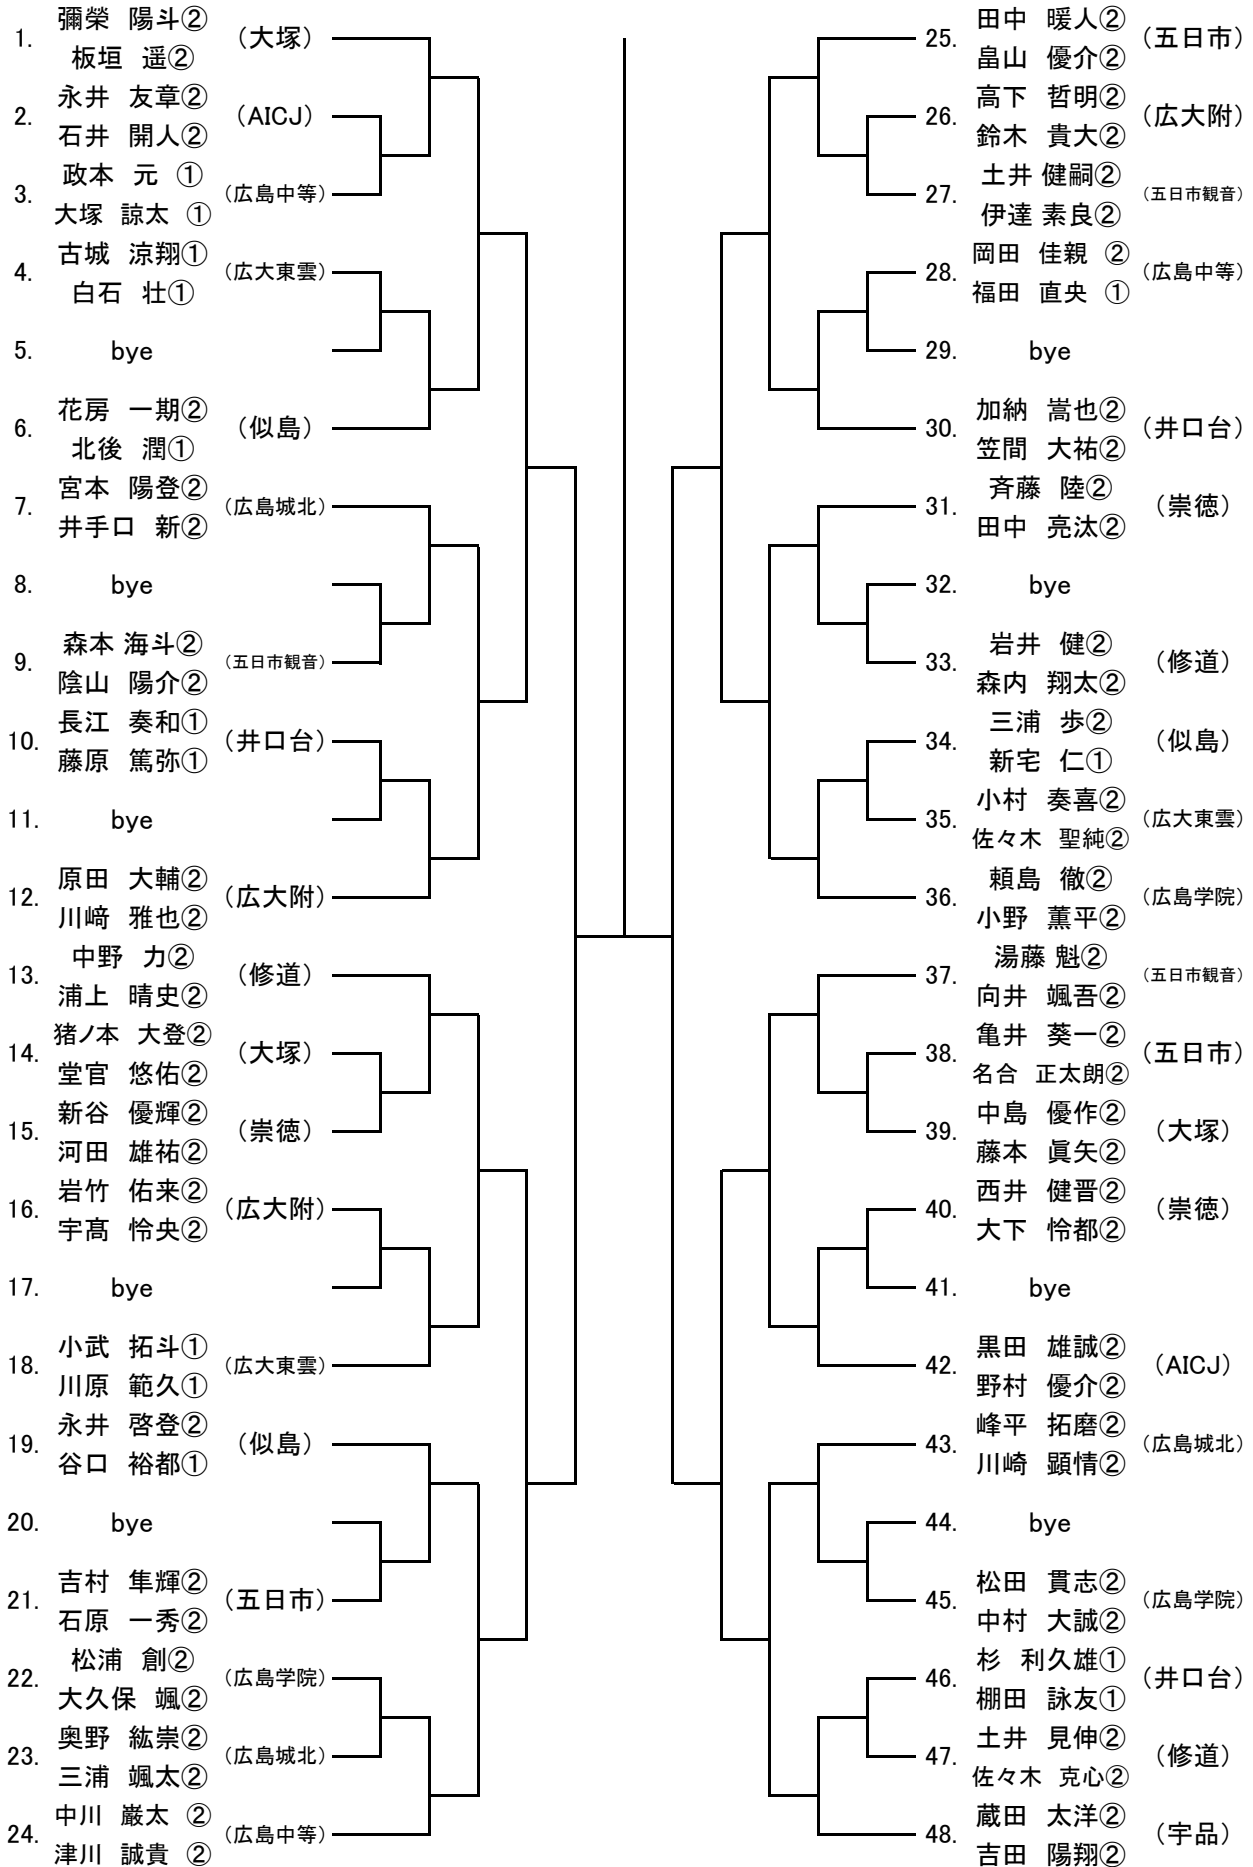 彌榮 陽斗②
1. （大塚）
板垣 遥②
永井 友章②
2. （AICJ）
石井 開人②
政本 元 ①
3. （広島中等）
大塚 諒太 ①
古城 涼翔①
4. （広大東雲）
白石 壮①
5. bye
花房 一期②
6. （似島）
北後 潤①
宮本 陽登②
7. （広島城北）
井手口 新②
8. bye
森本 海斗②
9. （五日市観音）
陰山 陽介②
長江 奏和①
10. （井口台）
藤原 篤弥①
11. bye
原田 大輔②
12. （広大附）
川﨑 雅也②
中野 力②
13. （修道）
浦上 晴史②
猪ノ本 大登②
14. （大塚）
堂官 悠佑②
新谷 優輝②
15. （崇徳）
河田 雄祐②
岩竹 佑来②
16. （広大附）
宇髙 怜央②
17. bye
小武 拓斗①
18. （広大東雲）
川原 範久①
永井 啓登②
19. （似島）
谷口 裕都①
20. bye
吉村 隼輝②
21. （五日市）
石原 一秀②
松浦 創②
22. （広島学院）
大久保 颯②
奥野 紘崇②
23. （広島城北）
三浦 颯太②
中川 巌太 ②
24. （広島中等）
津川 誠貴 ②
田中 暖人②
25. （五日市）
畠山 優介②
高下 哲明②
26. （広大附）
鈴木 貴大②
土井 健嗣②
27. （五日市観音）
伊達 素良②
岡田 佳親 ②
28. （広島中等）
福田 直央 ①
29. bye
加納 嵩也②
30. （井口台）
笠間 大祐②
斉藤 陸②
31. （崇徳）
田中 亮汰②
32. bye
岩井 健②
33. （修道）
森内 翔太②
三浦 歩②
34. （似島）
新宅 仁①
小村 奏喜②
35. （広大東雲）
佐々木 聖純②
頼島 徹②
36. （広島学院）
小野 薫平②
湯藤 魁②
37. （五日市観音）
向井 颯吾②
亀井 葵一②
38. （五日市）
名合 正太朗②
中島 優作②
39. （大塚）
藤本 眞矢②
西井 健晋②
40. （崇徳）
大下 怜都②
41. bye
黒田 雄誠②
42. （AICJ）
野村 優介②
峰平 拓磨②
43. （広島城北）
川崎 顕情②
44. bye
松田 貫志②
45. （広島学院）
中村 大誠②
杉 利久雄①
46. （井口台）
棚田 詠友①
土井 見伸②
47. （修道）
佐々木 克心②
蔵田 太洋②
48. （宇品）
吉田 陽翔②